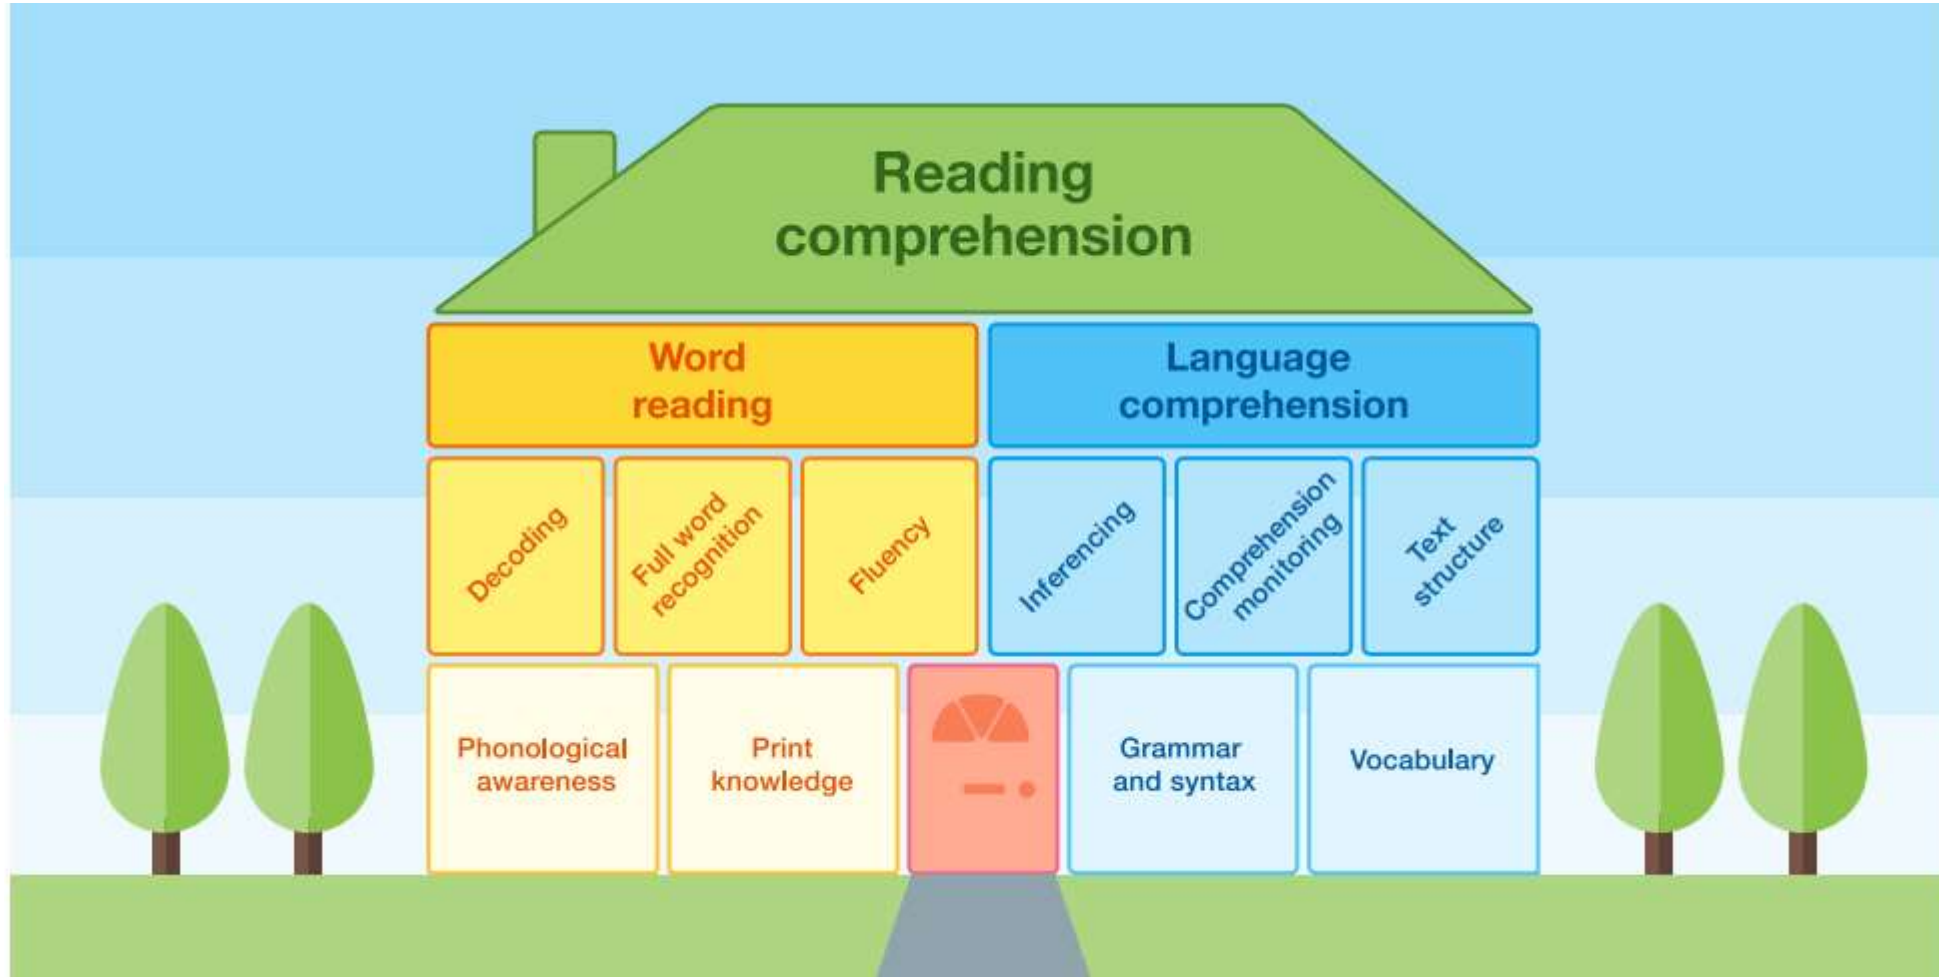 Reading
comprehension
Word
reading
Language
comprehension
Decoding
Full word
recognition
Fluency
Inferencing
Comprehension
monitoring
Text
structure
Phonological
awareness
Print
knowledge
Grammar
and syntax
Vocabulary